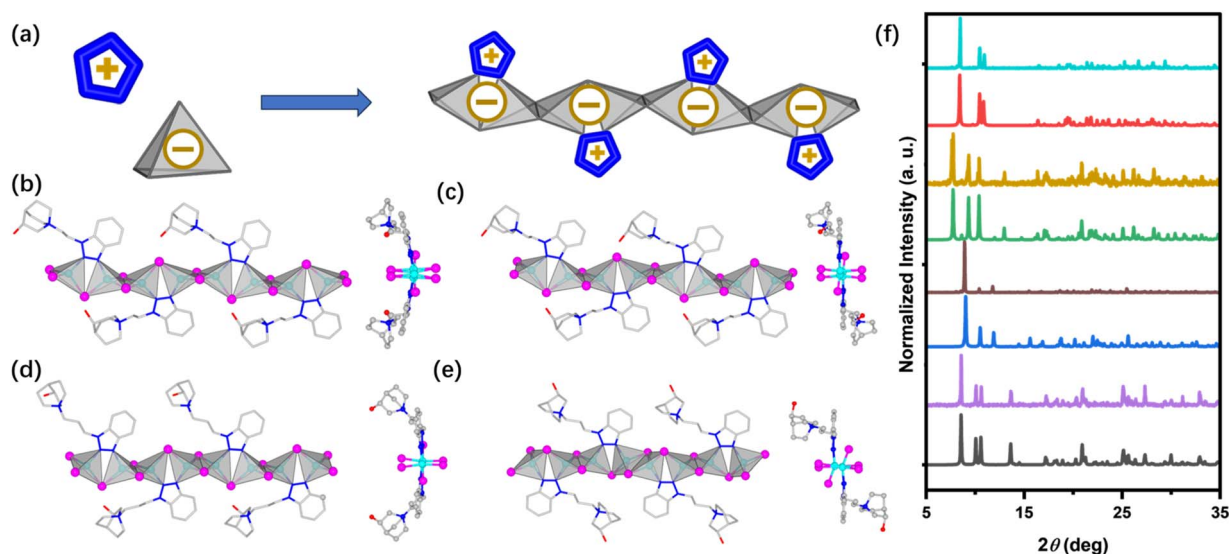 (a)
+
−
+
−
−
+
−
−
+
+
(b)
(c)
(d)
(e)
(f)
Normalized Intensity (a. u.)
5
15
25
35
2θ (deg)